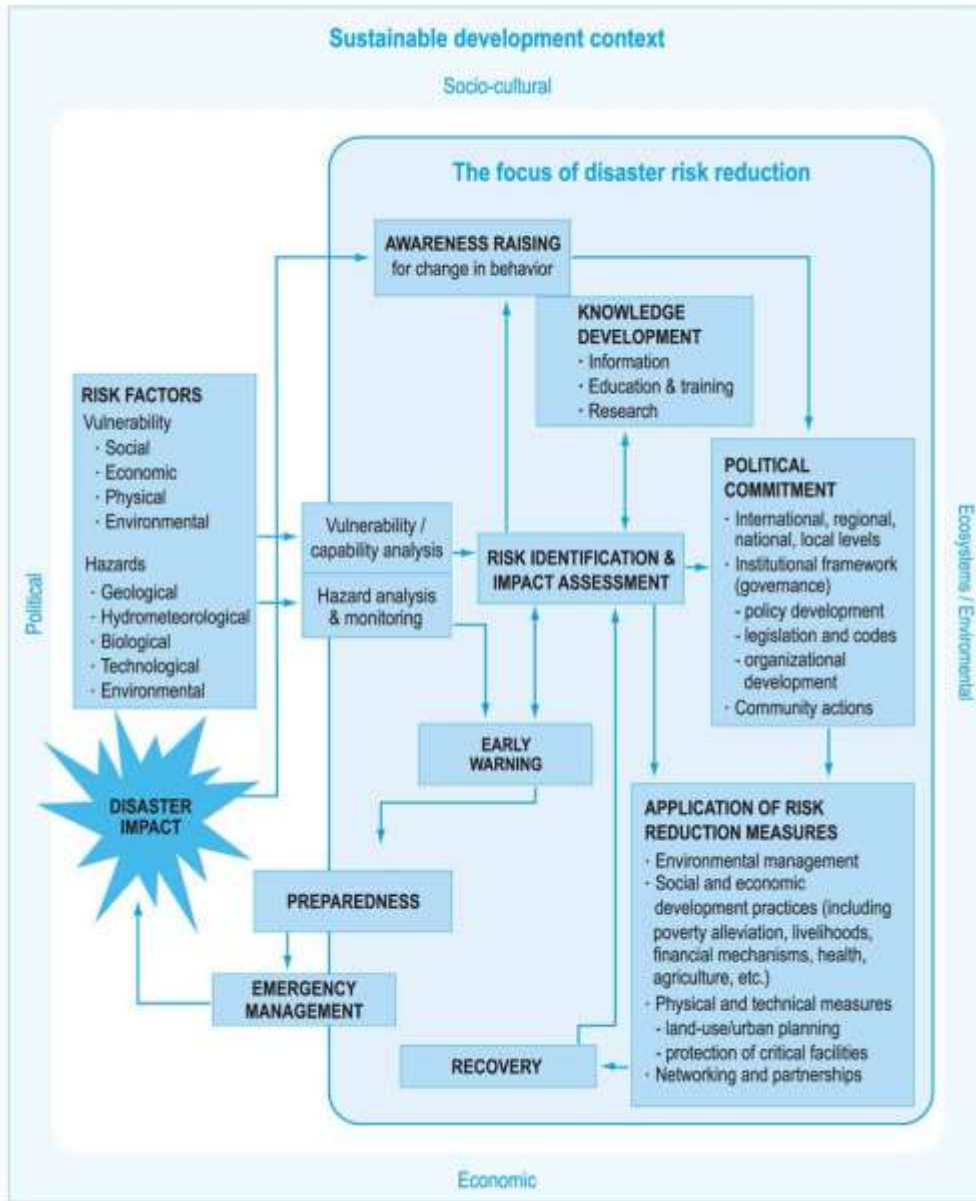 Sustainable development context
Socio-cultural
The focus of disaster risk reduction
AWARENESS RAISING
for change in behavior
KNOWLEDGE
DEVELOPMENT
· Information
· Education & training
· Research
RISK FACTORS
Vulnerability
· Social
· Economic
· Physical
· Environmental
Hazards
· Geological
· Hydrometeorological
· Biological
· Technological
· Environmental
Vulnerability /
capability analysis
Hazard analysis
& monitoring
RISK IDENTIFICATION &
IMPACT ASSESSMENT
POLITICAL
COMMITMENT
· International, regional,
national, local levels
· Institutional framework
(governance)
- policy development
- legislation and codes
- organizational
development
· Community actions
Political
Ecosystems / Enviromental
EARLY
WARNING
DISASTER
IMPACT
APPLICATION OF RISK
REDUCTION MEASURES
· Environmental management
· Social and economic
development practices (including
poverty alleviation, livelihoods,
financial mechanisms, health,
agriculture, etc.)
· Physical and technical measures
- land-use/urban planning
- protection of critical facilities
· Networking and partnerships
PREPAREDNESS
EMERGENCY
MANAGEMENT
RECOVERY
Economic